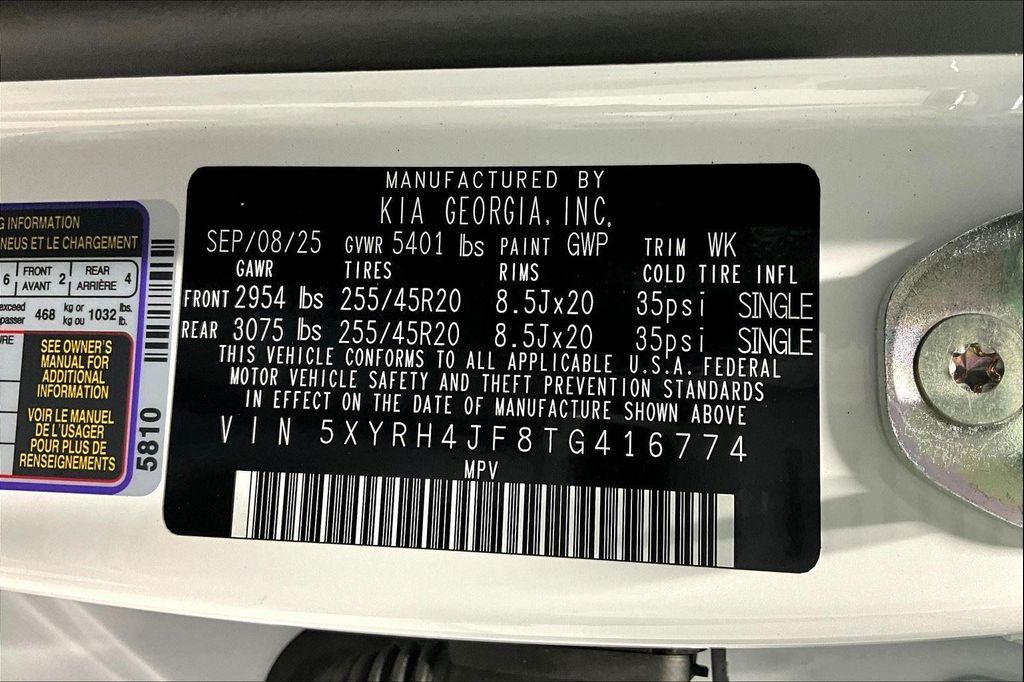 MANUFACTURED BY
KIA GEORGIA, INC.
SEP/08/25 GVWR 5401 lbs PAINT GWP TRIM WK
GAWR TIRES RIMS COLD TIRE INFL
FRONT 2954 lbs 255/45R20 8.5Jx20 35psi SINGLE
REAR 3075 lbs 255/45R20 8.5Jx20 35psi SINGLE
THIS VEHICLE CONFORMS TO ALL APPLICABLE U.S.A. FEDERAL
MOTOR VEHICLE SAFETY AND THEFT PREVENTION STANDARDS
IN EFFECT ON THE DATE OF MANUFACTURE SHOWN ABOVE
VIN 5XYRH4JF8TG416774
MPV
INFORMATION
ET LE CHARGEMENT
6 FRONT 2 REAR 4
AVANT ARRIÈRE
exceed kg or lbs.
468 1032
kg ou lb.
SEE OWNER'S
MANUAL FOR
ADDITIONAL
INFORMATION
VOIR LE MANUEL
DE L'USAGER
POUR PLUS DE
RENSEIGNEMENTS
5810